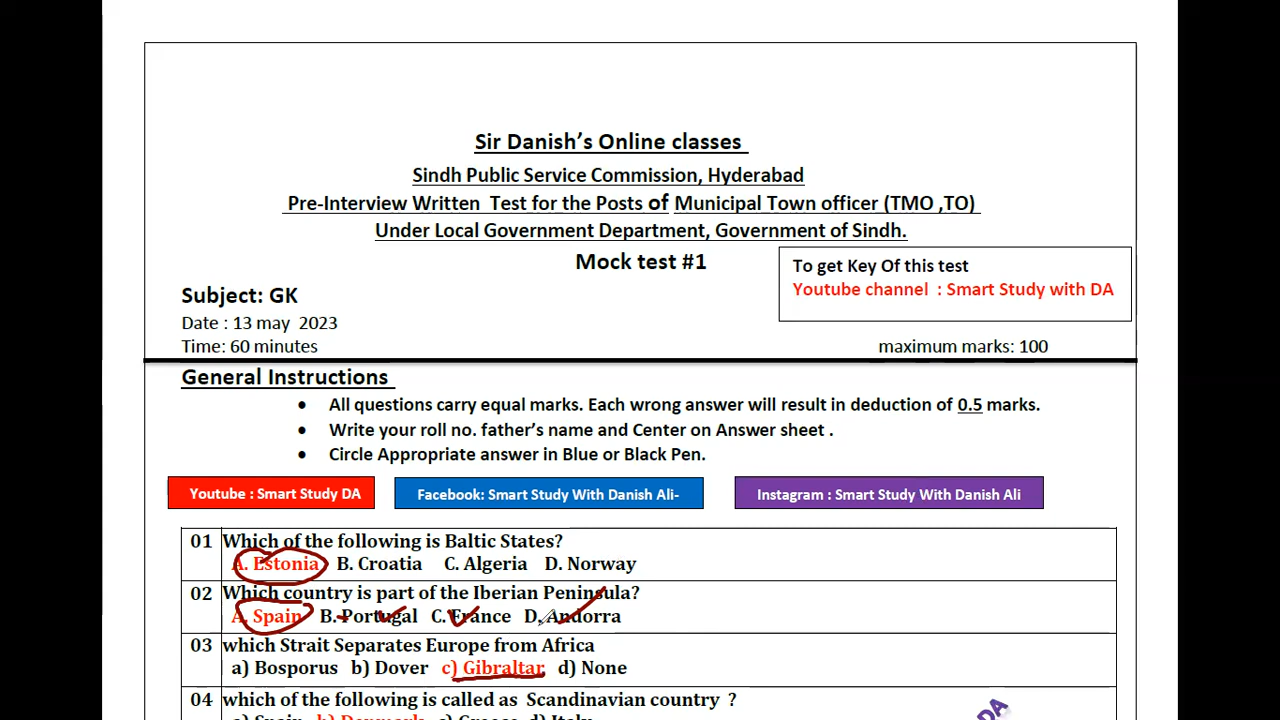 Sir Danish’s Online classes
Sindh Public Service Commission, Hyderabad
Pre-Interview Written Test for the Posts of Municipal Town officer (TMO ,TO)
Under Local Government Department, Government of Sindh.
Mock test #1
To get Key Of this test
Youtube channel : Smart Study with DA
Subject: GK
Date : 13 may 2023
Time: 60 minutes maximum marks: 100
General Instructions
• All questions carry equal marks. Each wrong answer will result in deduction of 0.5 marks.
• Write your roll no. father’s name and Center on Answer sheet .
• Circle Appropriate answer in Blue or Black Pen.
Youtube : Smart Study DA Facebook: Smart Study With Danish Ali- Instagram : Smart Study With Danish Ali
01 Which of the following is Baltic States?
A. Estonia B. Croatia C. Algeria D. Norway
02 Which country is part of the Iberian Peninsula?
A. Spain B. Portugal C. France D. Andorra
03 which Strait Separates Europe from Africa
a) Bosporus b) Dover c) Gibraltar d) None
04 which of the following is called as Scandinavian country ?
a) Spain b) Denmark c) Greece d) Italy
DA